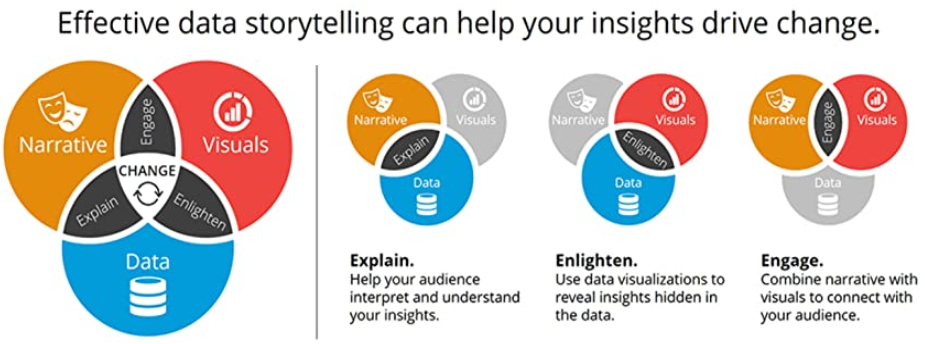 Effective data storytelling can help your insights drive change.
Narrative
Engage
Visuals
CHANGE
Explain
Enlighten
Data
Narrative
Visuals
Explain
Data
Explain.
Help your audience
interpret and understand
your insights.
Narrative
Visuals
Enlighten
Data
Enlighten.
Use data visualizations to
reveal insights hidden in
the data.
Narrative
Engage
Visuals
Data
Engage.
Combine narrative with
visuals to connect with
your audience.